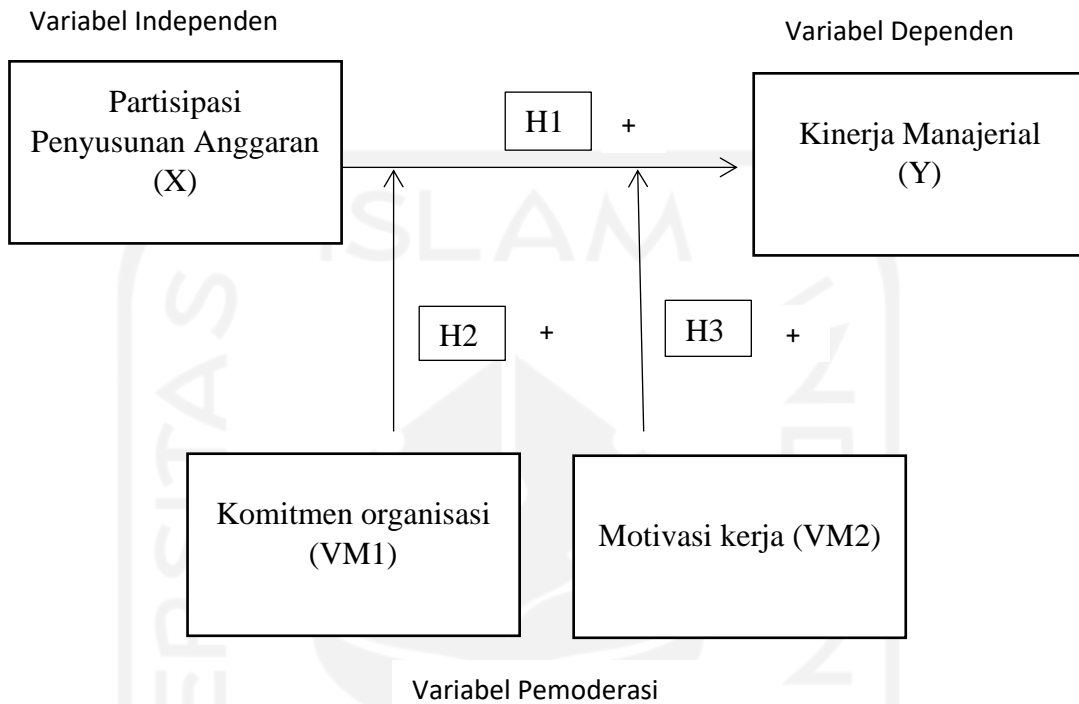 Variabel Independen
Variabel Dependen
Partisipasi
Penyusunan Anggaran
(X)
H1 +
Kinerja Manajerial
(Y)
ISLAM
H2 +
H3 +
Komitmen organisasi
(VM1)
Motivasi kerja (VM2)
Variabel Pemoderasi